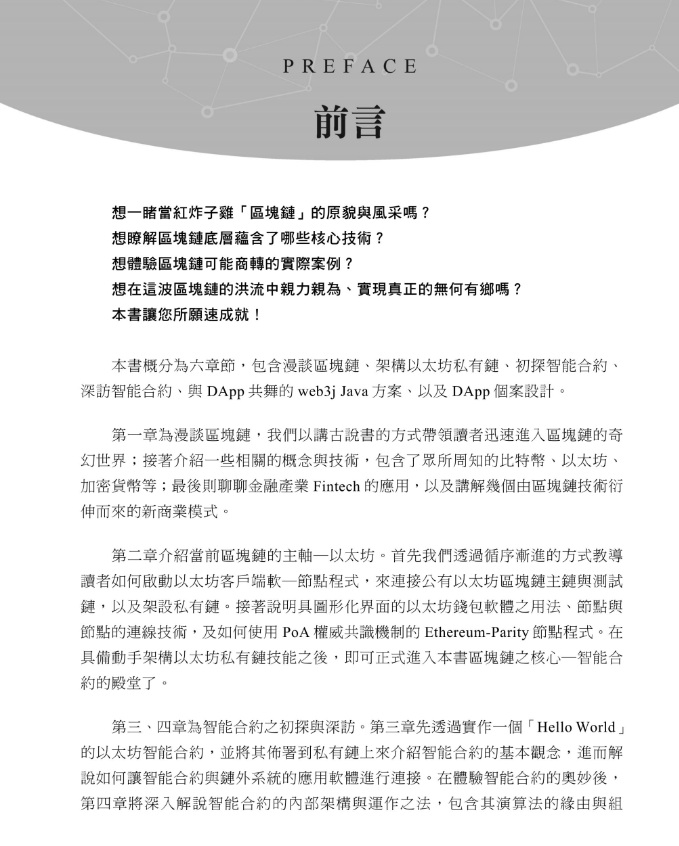 PREFACE
前言
想一睹當紅炸子雞「區塊鏈」的原貌與風采嗎？
想瞭解區塊鏈底層蘊含了哪些核心技術？
想體驗區塊鏈可能商轉的實際案例？
想在這波區塊鏈的洪流中親力親為、實現真正的無何有鄉嗎？
本書讓您所願速成就！
本書概分為六章節，包含漫談區塊鏈、架構以太坊私有鏈、初探智能合約、
深訪智能合約、與 DApp 共舞的 web3j Java 方案、以及 DApp 個案設計。
第一章為漫談區塊鏈，我們以講古說書的方式帶領讀者迅速進入區塊鏈的奇
幻世界；接著介紹一些相關的概念與技術，包含了眾所周知的比特幣、以太坊、
加密貨幣等；最後則聊聊金融產業 Fintech 的應用，以及講解幾個由區塊鏈技術衍
伸而來的新商業模式。
第二章介紹當前區塊鏈的主軸─以太坊。首先我們透過循序漸進的方式教導
讀者如何啟動以太坊客戶端軟─節點程式，來連接公有以太坊區塊鏈主鏈與測試
鏈，以及架設私有鏈。接著說明具圖形化界面的以太坊錢包軟體之用法、節點與
節點的連線技術，及如何使用 PoA 權威共識機制的 Ethereum-Parity 節點程式。在
具備動手架構以太坊私有鏈技能之後，即可正式進入本書區塊鏈之核心─智能合
約的殿堂了。
第三、四章為智能合約之初探與深訪。第三章先透過實作一個「Hello World」
的以太坊智能合約，並將其佈署到私有鏈上來介紹智能合約的基本觀念，進而解
說如何讓智能合約與鏈外系統的應用軟體進行連接。在體驗智能合約的奧妙後，
第四章將深入解說智能合約的內部架構與運作之法，包含其演算法的緣由與組